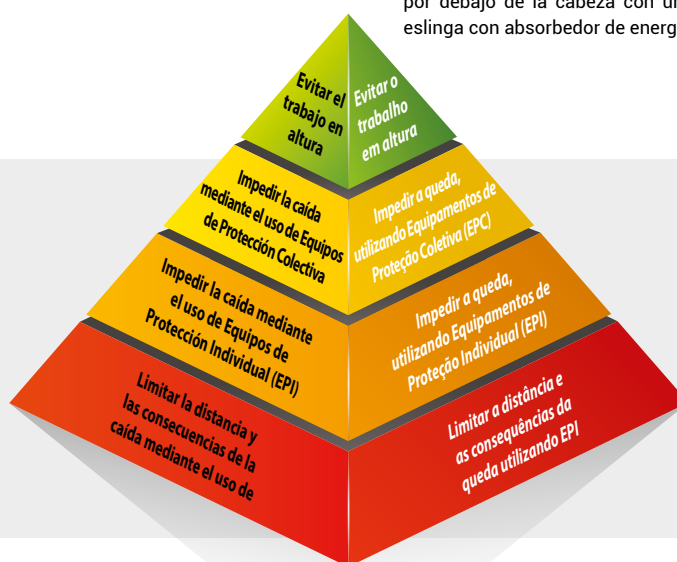 por debajo de la cabeza con un
eslinga con absorbedor de energ
Evitar el
trabajo en
altura
Evitar o
trabalho
em altura
Impedir la caída
mediante el uso de Equipos
de Protección Colectiva
Impedir a queda,
utilizando Equipamentos de
Proteção Coletiva (EPC)
Impedir la caída mediante
el uso de Equipos de
Protección Individual (EPI)
Impedir a queda,
utilizando Equipamentos de
Proteção Individual (EPI)
Limitar la distancia y
las consecuencias de la
caída mediante el uso de
Limitar a distância e
as consequências da
queda utilizando EPI